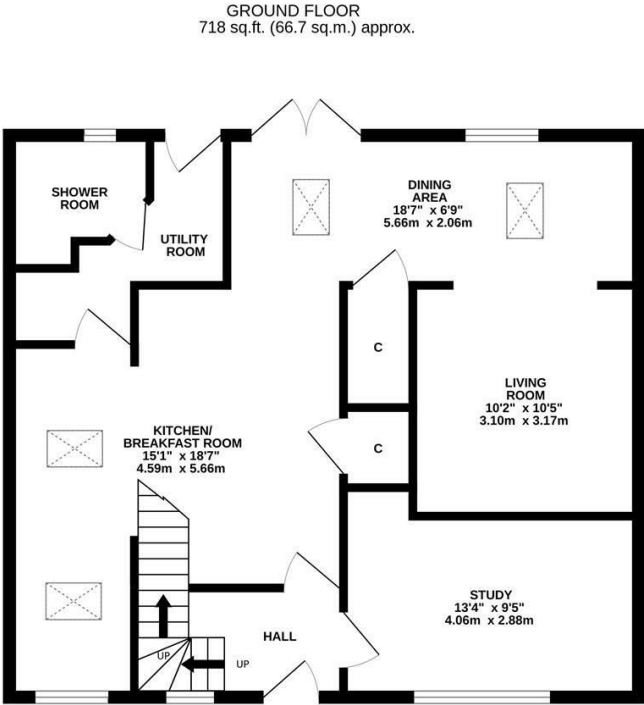 GROUND FLOOR
718 sq.ft. (66.7 sq.m.) approx.
SHOWER
ROOM
UTILITY
ROOM
DINING
AREA
18'7" x 6'9"
5.66m x 2.06m
C
LIVING
ROOM
10'2" x 10'5"
3.10m x 3.17m
KITCHEN/
BREAKFAST ROOM
15'1" x 18'7"
4.59m x 5.66m
C
STUDY
13'4" x 9'5"
4.06m x 2.88m
HALL
UP
UP